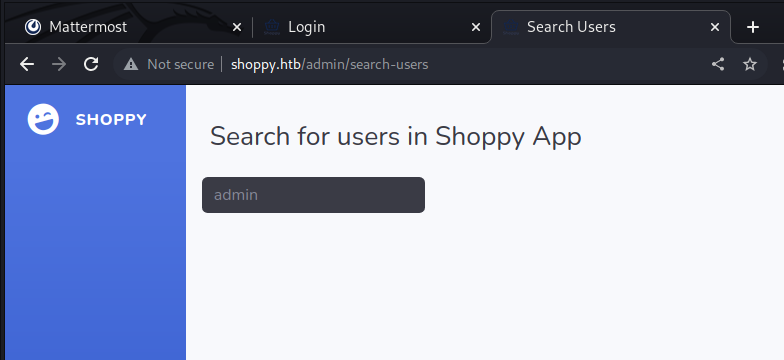 Mattermost
Login
Search Users
Not secure
shoppy.htb/admin/search-users
SHOPPY
Search for users in Shoppy App
admin